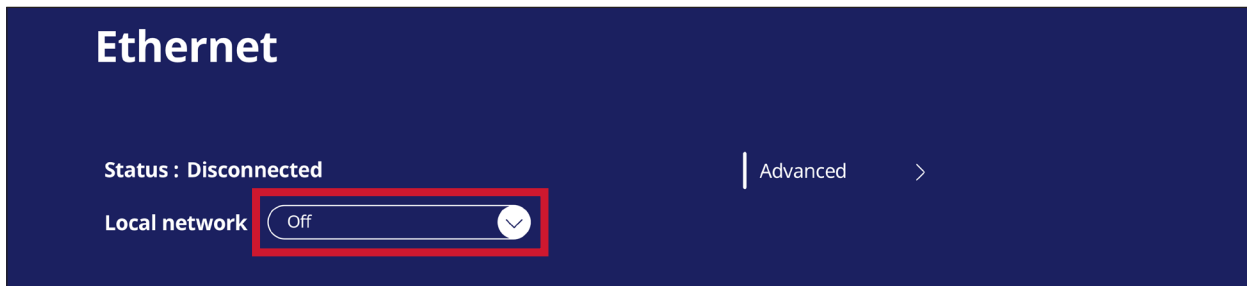 Ethernet
Status : Disconnected
Advanced
Local network
Off